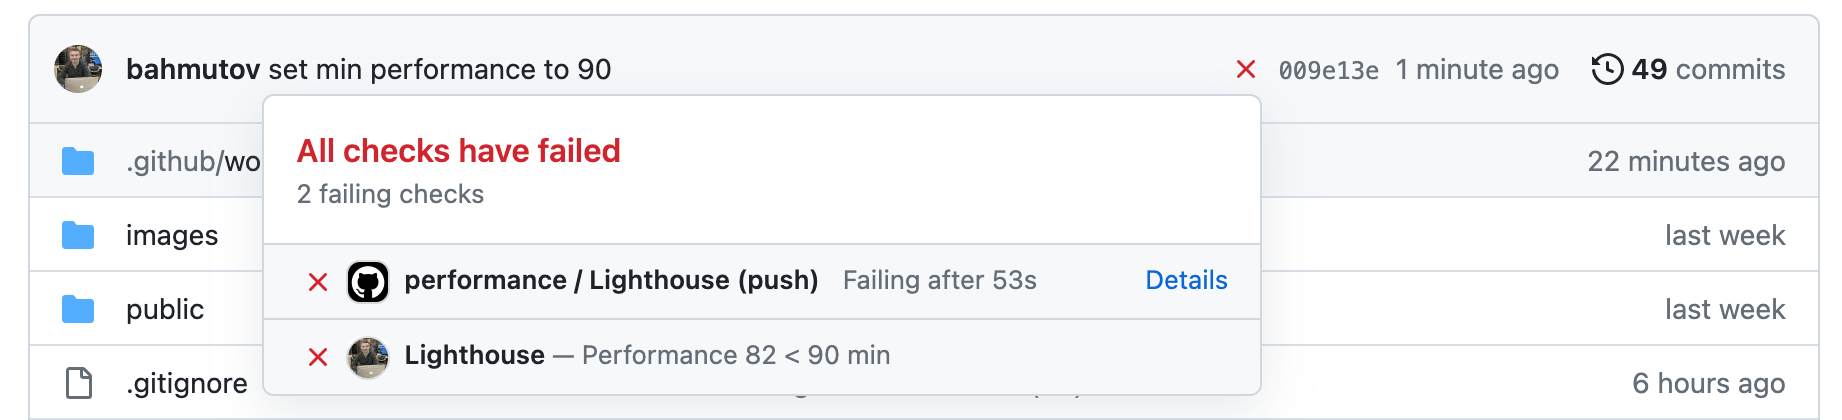 bahmutov set min performance to 90 009e13e 1 minute ago 49 commits
All checks have failed
.github/wo 22 minutes ago
2 failing checks
images last week
performance / Lighthouse (push) Failing after 53s Details
public last week
Lighthouse — Performance 82 < 90 min
.gitignore 6 hours ago